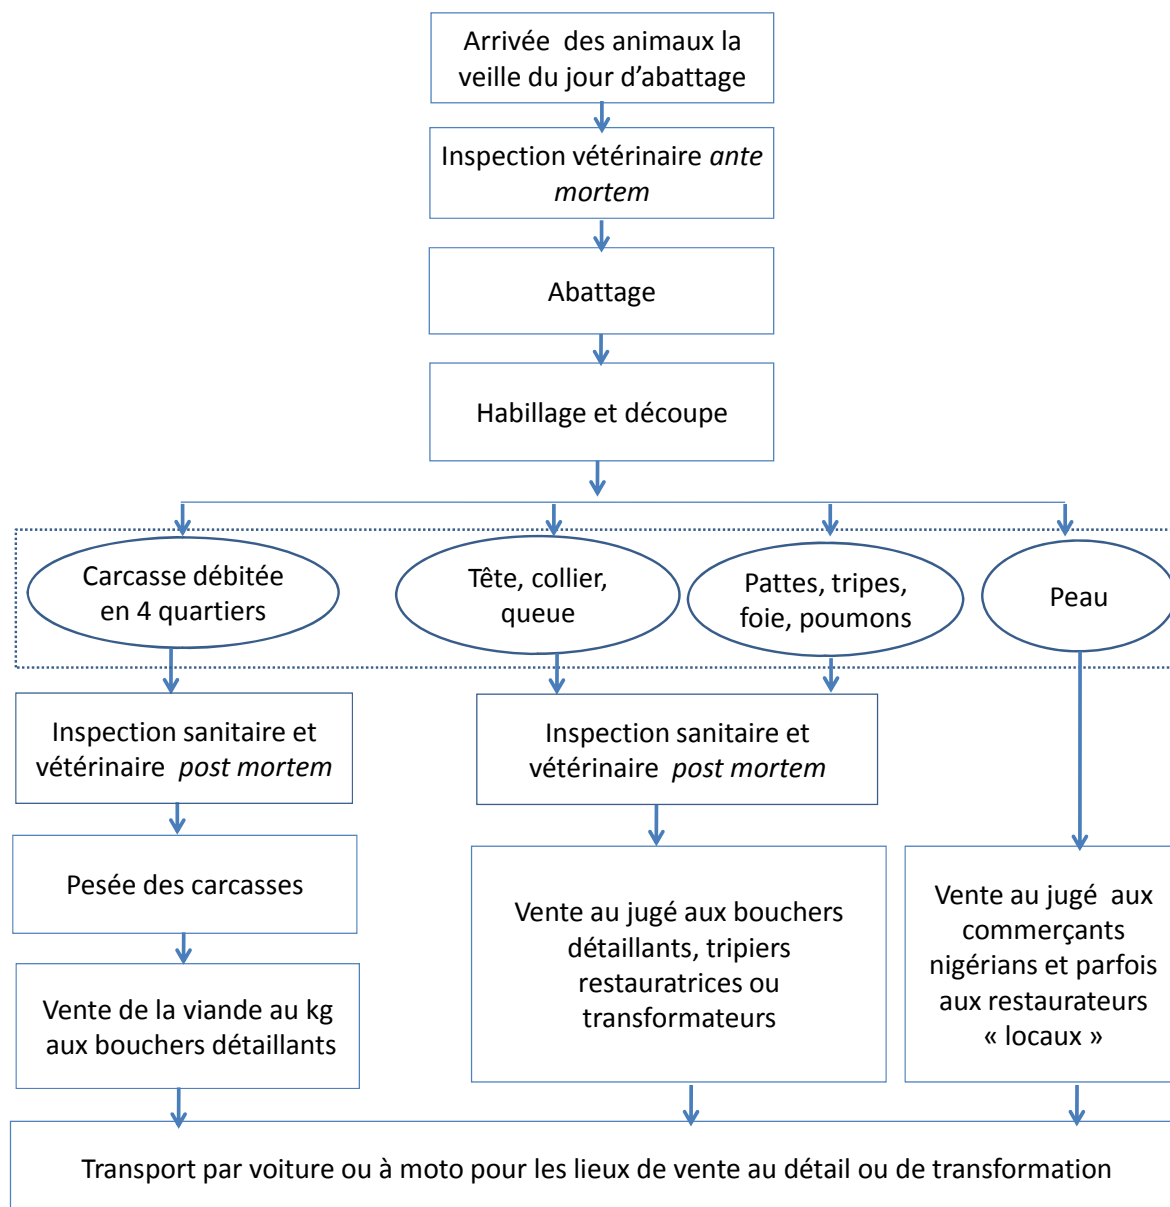 Arrivée des animaux la
veille du jour d’abattage
Inspection vétérinaire ante
mortem
Abattage
Habillage et découpe
Carcasse débitée
en 4 quartiers
Tête, collier,
queue
Pattes, tripes,
foie, poumons
Peau
Inspection sanitaire et
vétérinaire post mortem
Inspection sanitaire et
vétérinaire post mortem
Pesée des carcasses
Vente de la viande au kg
aux bouchers détaillants
Vente au jugé aux bouchers
détaillants, tripiers
restauratrices ou
transformateurs
Vente au jugé aux
commerçants
nigérians et parfois
aux restaurateurs
« locaux »
Transport par voiture ou à moto pour les lieux de vente au détail ou de transformation